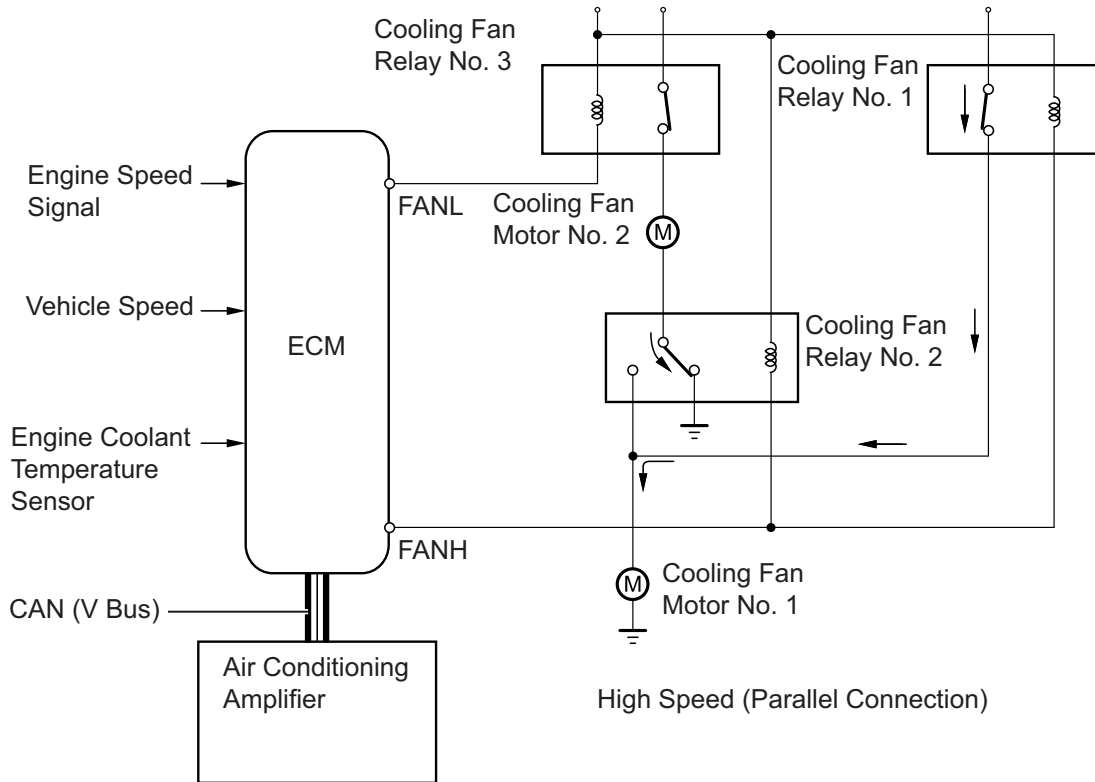 Cooling Fan
Relay No. 3
Cooling Fan
Relay No. 1
Engine Speed
Signal
FANL
Cooling Fan
Motor No. 2
M
Vehicle Speed
ECM
Cooling Fan
Relay No. 2
Engine Coolant
Temperature
Sensor
FANH
M
Cooling Fan
Motor No. 1
CAN (V Bus)
Air Conditioning
Amplifier
High Speed (Parallel Connection)